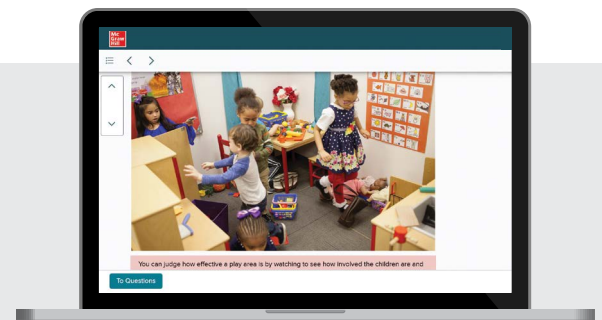 Mc
Graw
Hill
You can judge how effective a play area is by watching to see how involved the children are and
To Questions